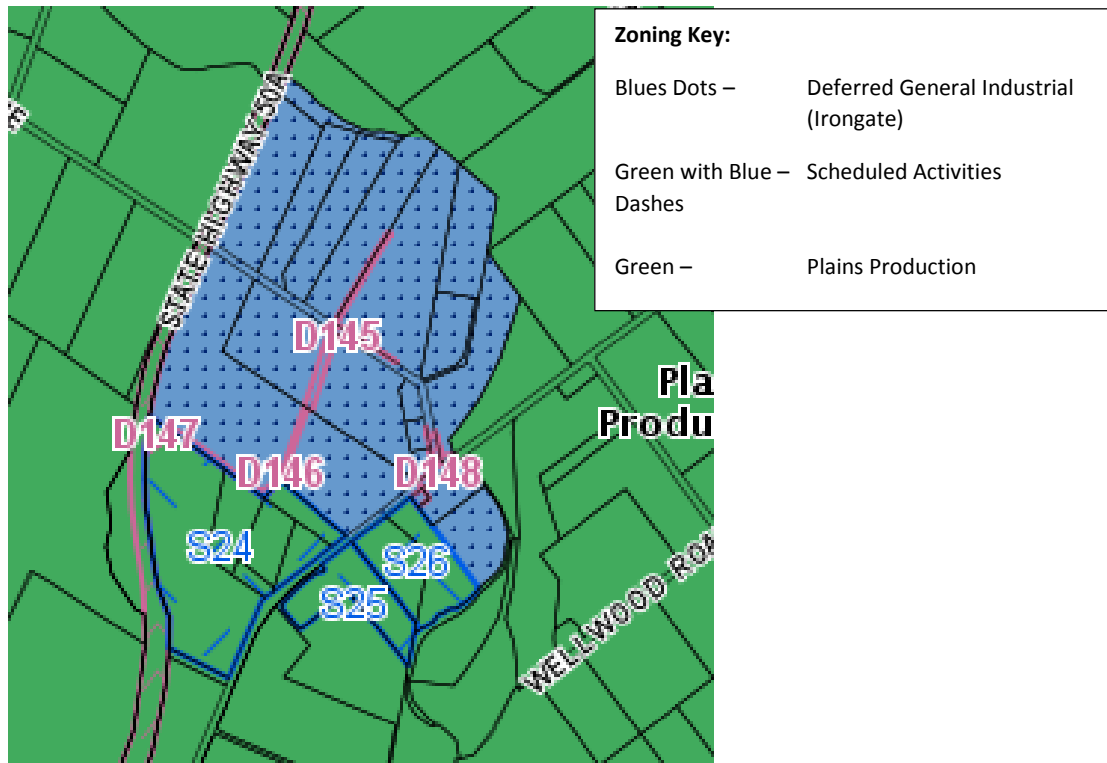 Zoning Key:
Blues Dots – Deferred General Industrial
(Irongate)
Green with Blue – Scheduled Activities
Dashes
Green – Plains Production
STATE HIGHWAY 50A
D145
Pla
Produ
D147
D146
D148
S24
S26
S25
WELLWOOD ROA